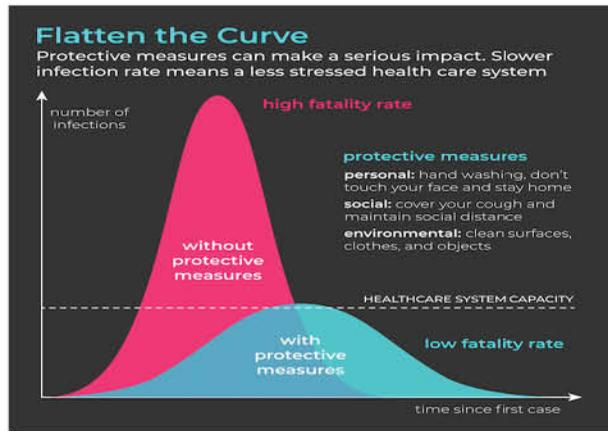 Flatten the Curve
Protective measures can make a serious impact. Slower
infection rate means a less stressed health care system
number of
infections
high fatality rate
protective measures
personal: hand washing, don't
touch your face and stay home
social: cover your cough and
maintain social distance
environmental: clean surfaces,
clothes, and objects
without
protective
measures
HEALTHCARE SYSTEM CAPACITY
with
protective
measures
low fatality rate
time since first case